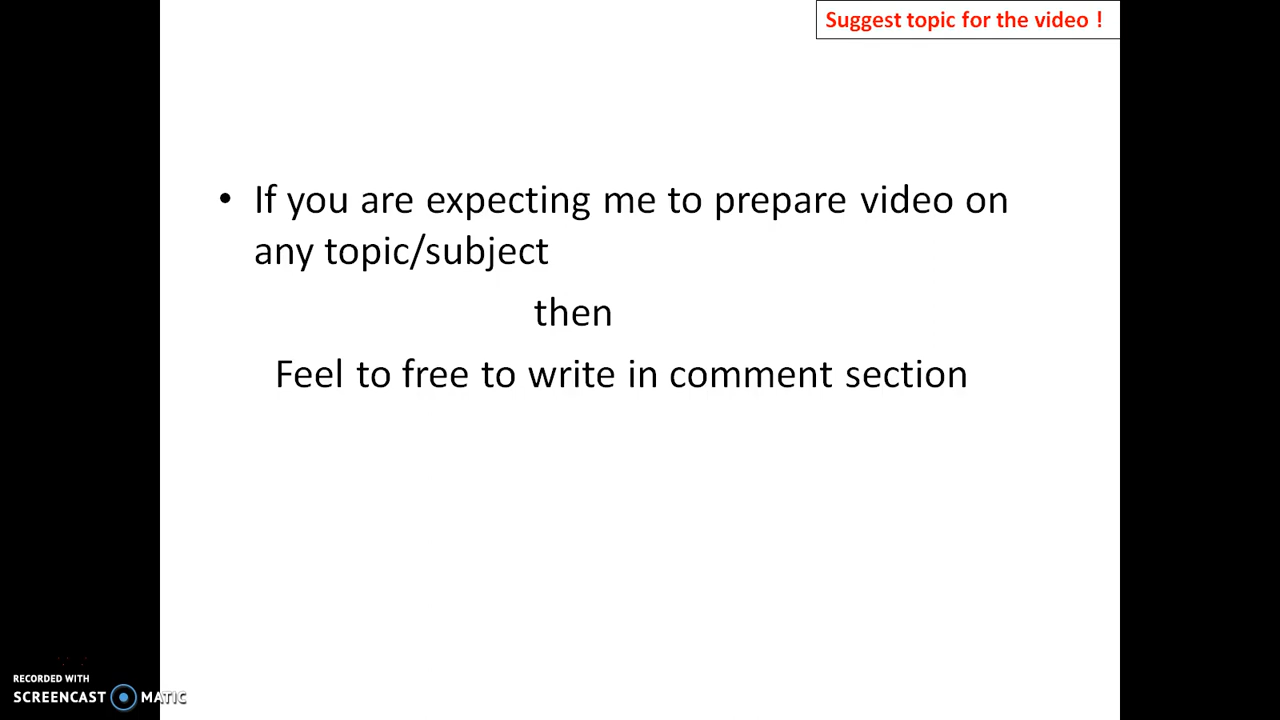 Suggest topic for the video !
• If you are expecting me to prepare video on
any topic/subject
then
Feel to free to write in comment section
RECORDED WITH
SCREENCAST MATIC